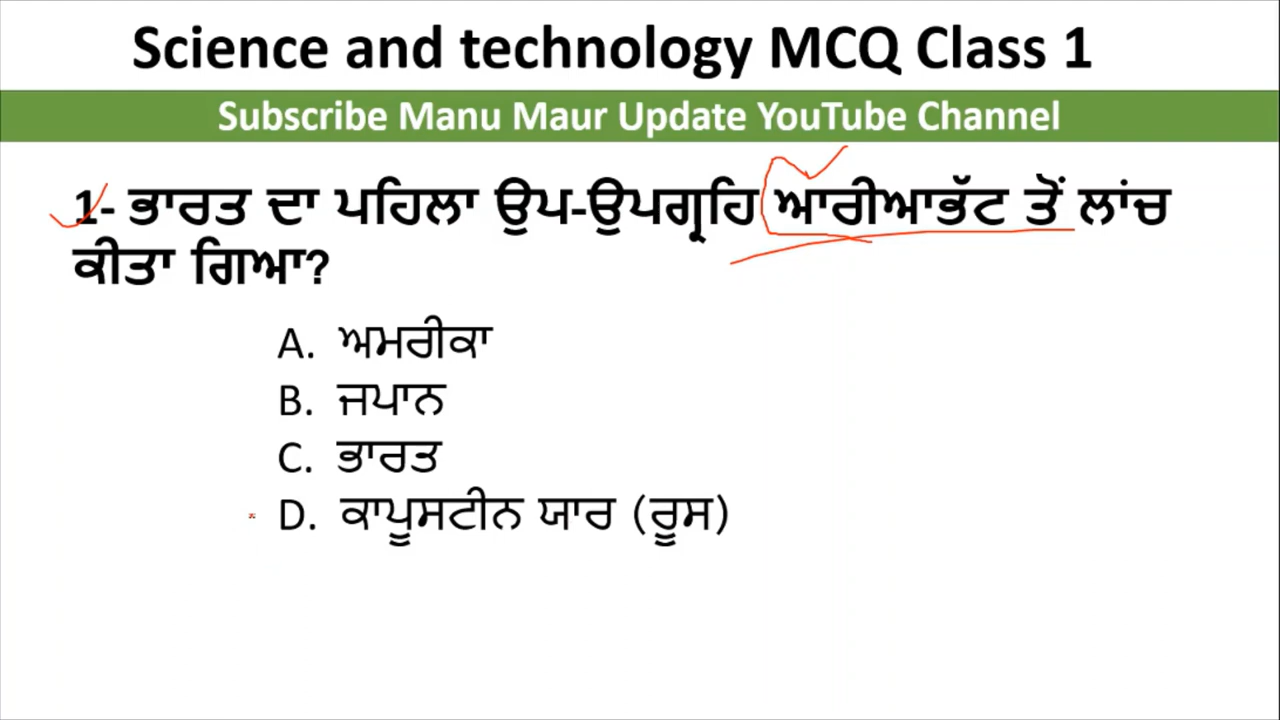 Science and technology MCQ Class 1
Subscribe Manu Maur Update YouTube Channel
1- ਭਾਰਤ ਦਾ ਪਹਿਲਾ ਉਪ-ਉਪਗ੍ਰਹਿ ਆਰੀਆਭੱਟ ਤੋਂ ਲਾਂਚ
ਕੀਤਾ ਗਿਆ?
A. ਅਮਰੀਕਾ
B. ਜਪਾਨ
C. ਭਾਰਤ
D. ਕਾਪੂਸਟੀਨ ਯਾਰ (ਰੂਸ)